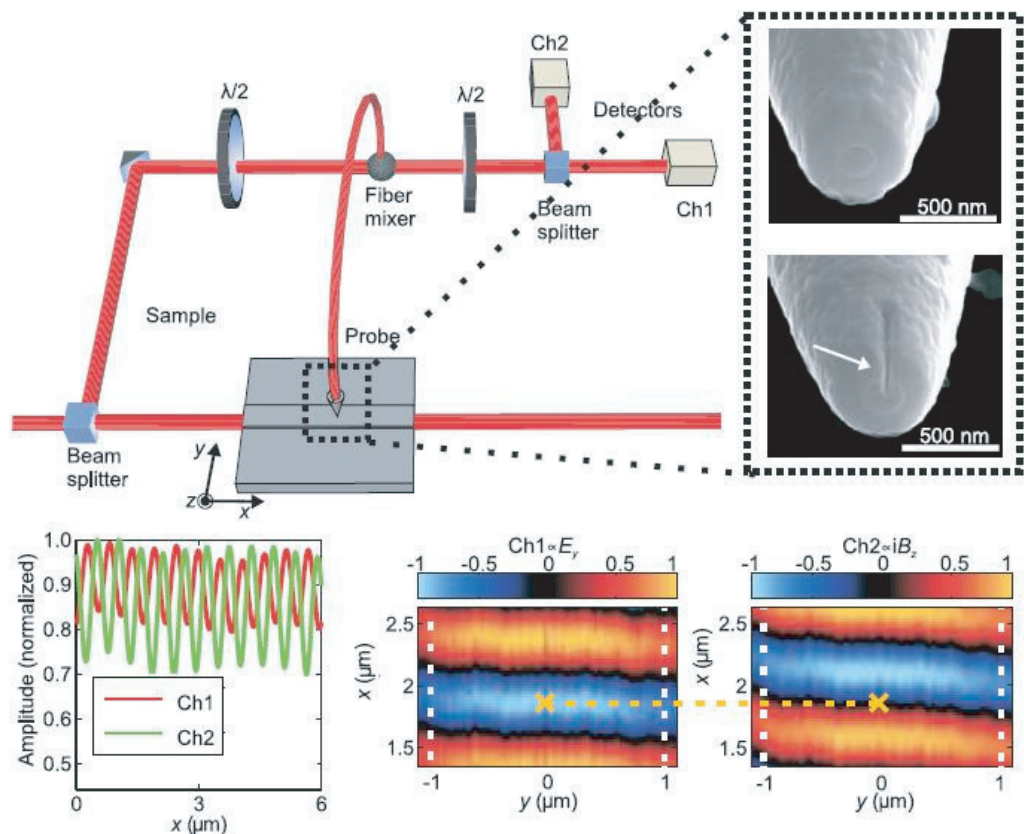 Ch2
λ/2
λ/2
Detectors
Fiber
mixer
Beam
splitter
Ch1
500 nm
Sample
Probe
500 nm
Beam
splitter
y
z
x
Amplitude (normalized)
1.0
0.9
0.8
0.7
0.6
0.5
Ch1
Ch2
0
3
6
x (µm)
Ch1∝Ey
-1
0
1
-0.5
0.5
x (µm)
2.5
2
1.5
-1
0
1
y (µm)
Ch2∝iBz
-1
0
1
-0.5
0.5
x (µm)
2.5
2
1.5
-1
0
1
y (µm)